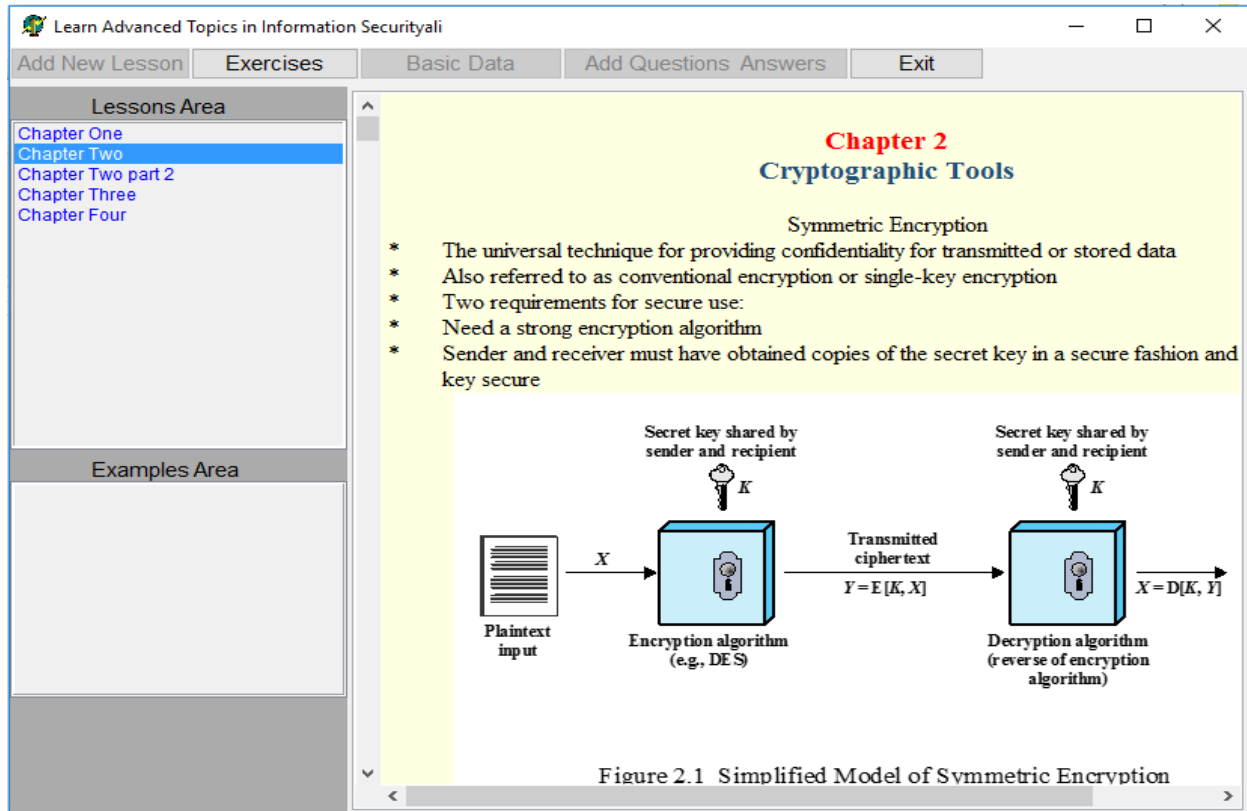 Learn Advanced Topics in Information Securityali
Add New Lesson Exercises Basic Data Add Questions Answers Exit
Lessons Area
Chapter One
Chapter Two
Chapter Two part 2
Chapter Three
Chapter Four
Examples Area
Chapter 2
Cryptographic Tools
Symmetric Encryption
* The universal technique for providing confidentiality for transmitted or stored data
* Also referred to as conventional encryption or single-key encryption
* Two requirements for secure use:
* Need a strong encryption algorithm
* Sender and receiver must have obtained copies of the secret key in a secure fashion and
key secure
Secret key shared by
sender and recipient
K
Secret key shared by
sender and recipient
K
Plaintext
input
X
Encryption algorithm
(e.g., DES)
Transmitted
ciphertext
Y = E[K, X]
Decryption algorithm
(reverse of encryption
algorithm)
X = D[K, Y]
Figure 2.1 Simplified Model of Symmetric Encryption